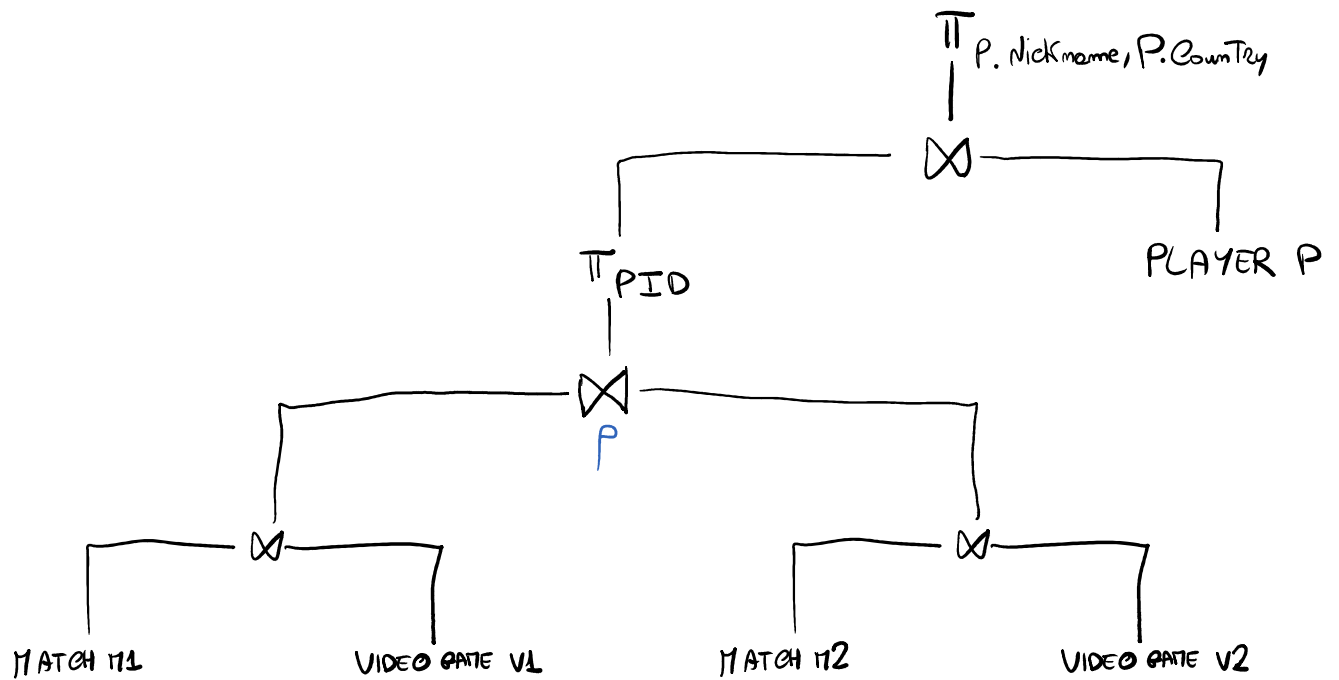 π P.Nickname, P.Country
⋈
PLAYER P
π PID
⋈
P
⋈ ⋈
MATCH M1 VIDEO GAME V1 MATCH M2 VIDEO GAME V2